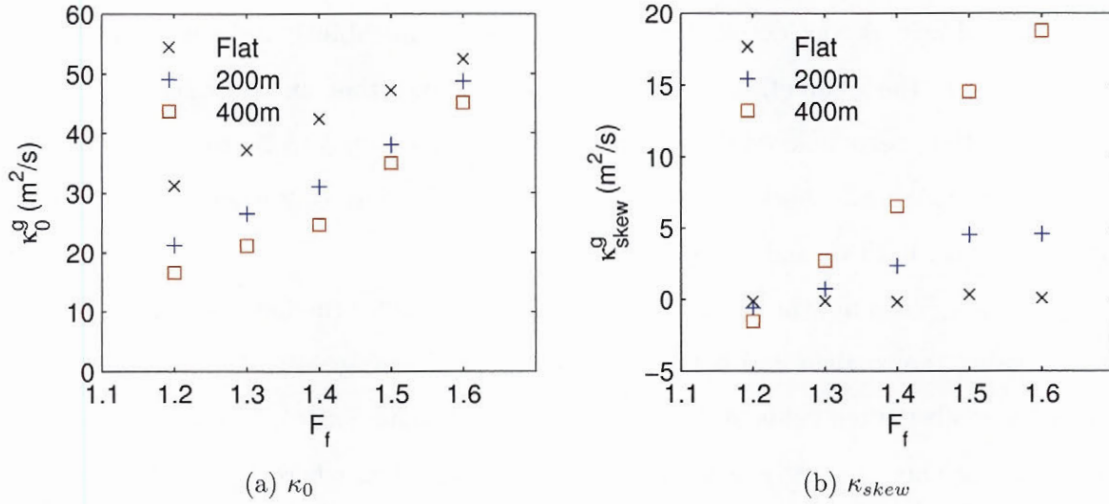 60
50
40
30
20
10
0
κ₀ᵍ (m²/s)
Flat
200m
400m
1.1 1.2 1.3 1.4 1.5 1.6
F_f
(a) κ₀
20
15
10
5
0
−5
κ_skew^g (m²/s)
Flat
200m
400m
1.1 1.2 1.3 1.4 1.5 1.6
F_f
(b) κ_skew